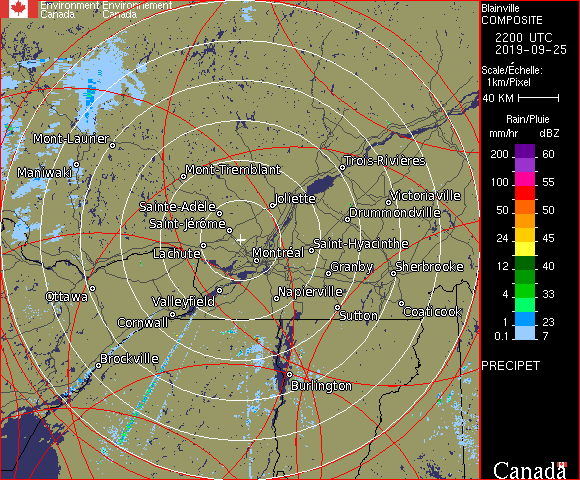 Environment Environnement
Canada Canada
Blainville
COMPOSITE
2200 UTC
2019-09-25
Scale/Échelle:
1km/Pixel
40 KM
Rain/Pluie
mm/hr dBZ
200 60
150 57
100 55
50 50
24 45
12 40
4 33
1 23
0.1 7
PRECIPET
Canada
Mont-Laurier
Maniwaki
Mont-Tremblant
Trois-Rivières
Joliette
Victoriaville
Sainte-Adèle
Drummondville
Saint-Jérôme
Lachute
Montréal
Saint-Hyacinthe
Granby
Sherbrooke
Ottawa
Valleyfield
Napierville
Cornwall
Sutton
Coaticook
Brockville
Burlington